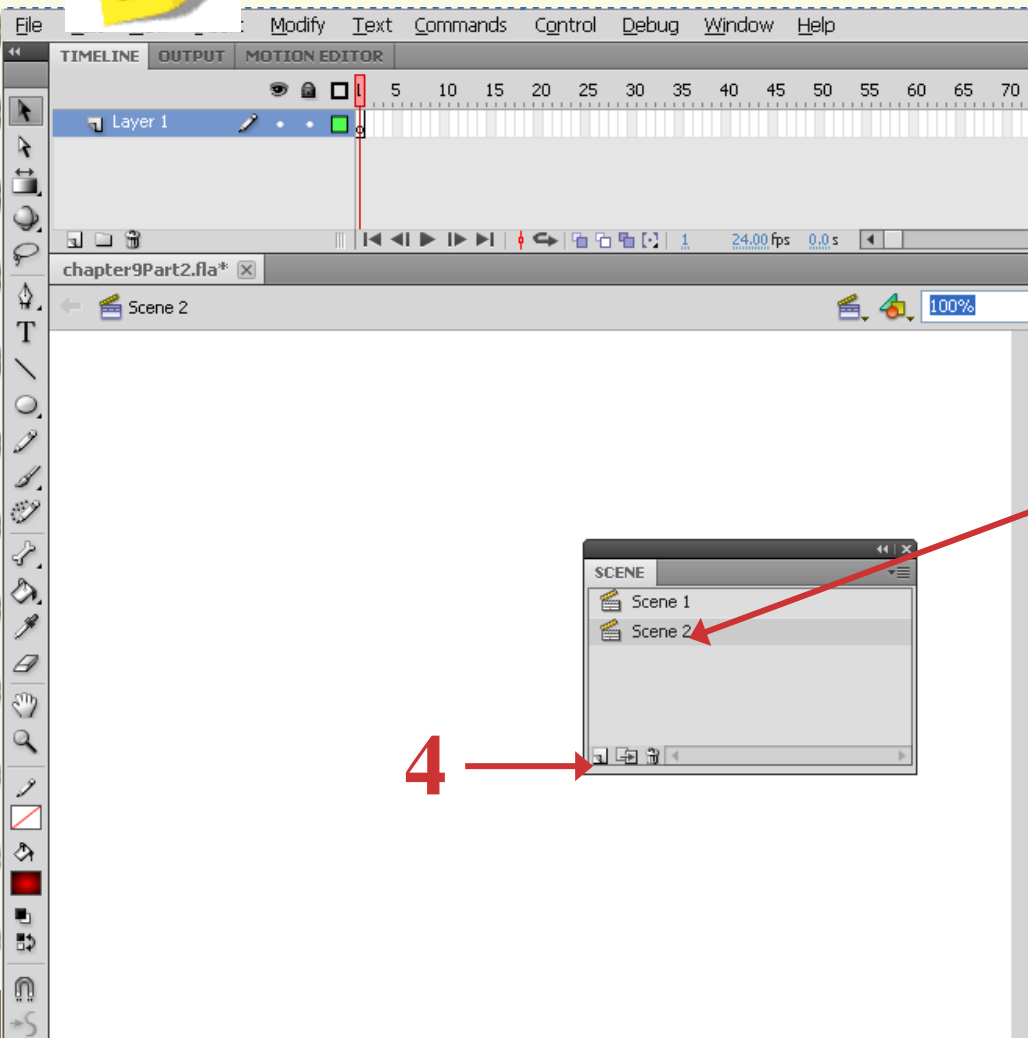 File Modify Text Commands Control Debug Window Help
TIMELINE OUTPUT MOTION EDITOR
1 5 10 15 20 25 30 35 40 45 50 55 60 65 70
Layer 1
1 24.00 fps 0.0 s
chapter9Part2.fla*
Scene 2 100%
T
SCENE
Scene 1
Scene 2
4